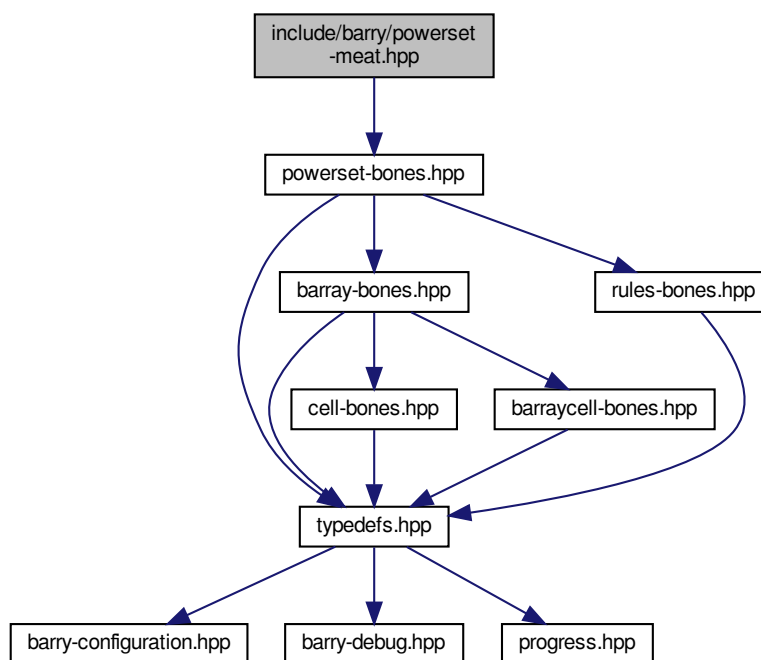 include/barry/powerset
-meat.hpp
powerset-bones.hpp
barray-bones.hpp
rules-bones.hpp
cell-bones.hpp
barraycell-bones.hpp
typedefs.hpp
barry-configuration.hpp
barry-debug.hpp
progress.hpp